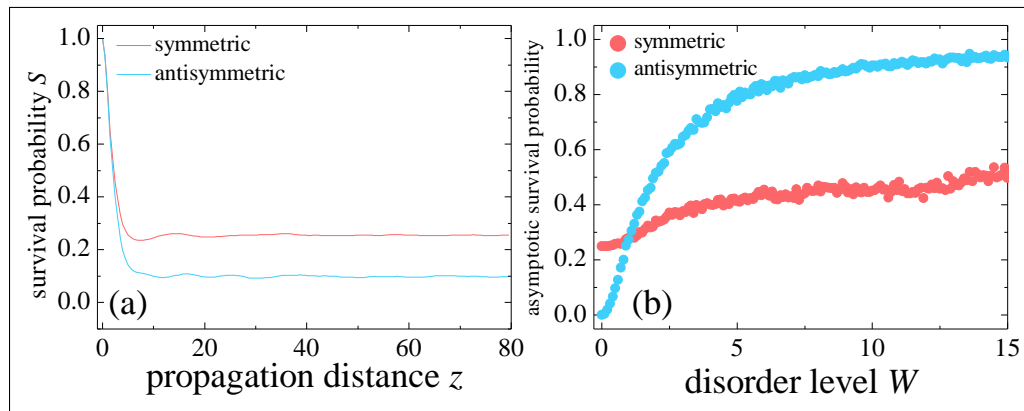 survival probability S
1.0
0.8
0.6
0.4
0.2
0.0
symmetric
antisymmetric
(a)
0 20 40 60 80
propagation distance z
asymptotic survival probability
1.0
0.8
0.6
0.4
0.2
0.0
symmetric
antisymmetric
(b)
0 5 10 15
disorder level W